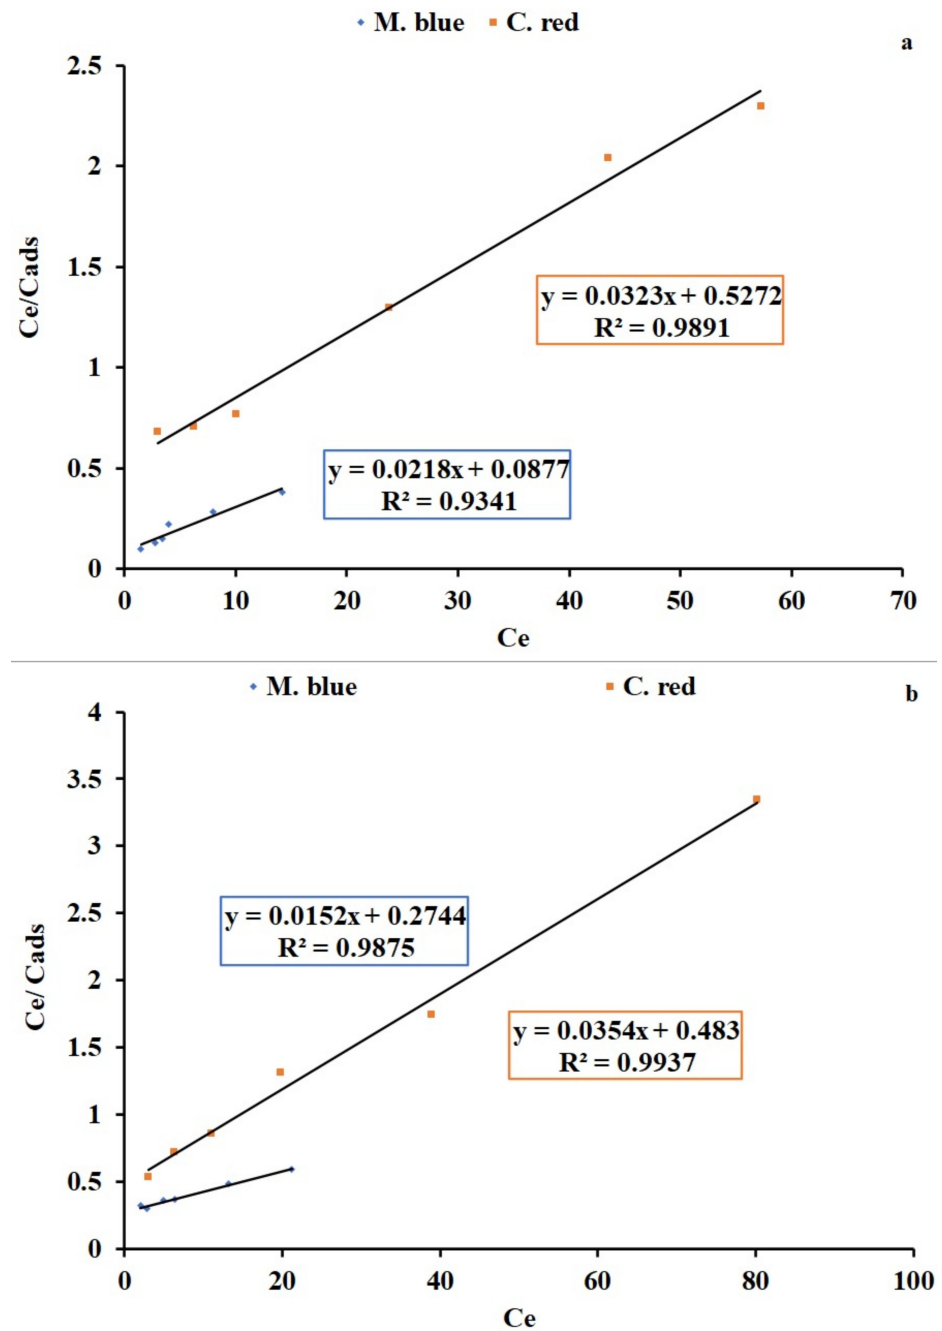 M. blue C. red
a
2.5
2
1.5
1
0.5
0
Ce/Cads
y = 0.0323x + 0.5272
R² = 0.9891
y = 0.0218x + 0.0877
R² = 0.9341
0 10 20 30 40 50 60 70
Ce
M. blue C. red
b
4
3.5
3
2.5
2
1.5
1
0.5
0
Ce/ Cads
y = 0.0152x + 0.2744
R² = 0.9875
y = 0.0354x + 0.483
R² = 0.9937
0 20 40 60 80 100
Ce